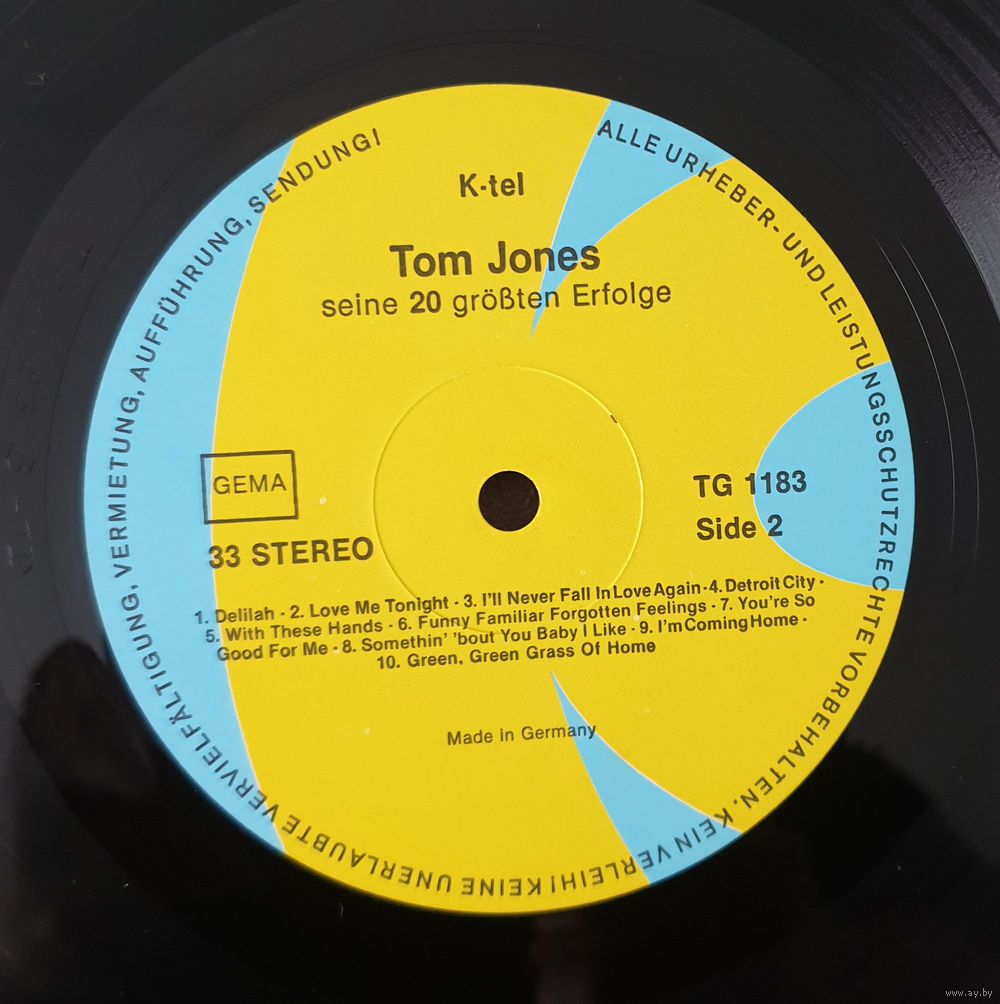 K-tel
Tom Jones
seine 20 größten Erfolge
GEMA
33 STEREO
TG 1183
Side 2
1. Delilah · 2. Love Me Tonight · 3. I'll Never Fall In Love Again · 4. Detroit City ·
5. With These Hands · 6. Funny Familiar Forgotten Feelings · 7. You're So
Good For Me · 8. Somethin' 'bout You Baby I Like · 9. I'm Coming Home ·
10. Green, Green Grass Of Home
Made in Germany
ALLE URHEBER- UND LEISTUNGSSCHUTZRECHTE VORBEHALTEN. KEIN VERLEIH! KEINE UNERLAUBTE VERVIELFÄLTIGUNG, VERMIETUNG, AUFFÜHRUNG, SENDUNG!
www.ay.by